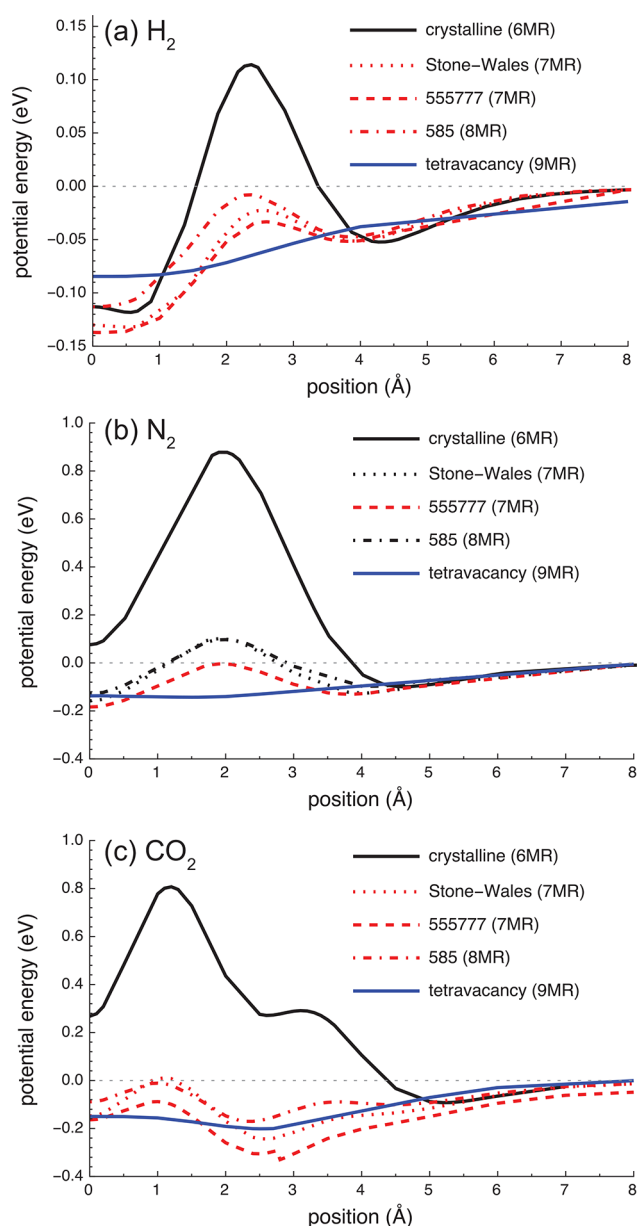 (a) H2
crystalline (6MR)
Stone–Wales (7MR)
555777 (7MR)
585 (8MR)
tetravacancy (9MR)
potential energy (eV)
0.15
0.10
0.05
0.00
−0.05
−0.10
−0.15
0 1 2 3 4 5 6 7 8
position (Å)
(b) N2
crystalline (6MR)
Stone–Wales (7MR)
555777 (7MR)
585 (8MR)
tetravacancy (9MR)
potential energy (eV)
1.0
0.8
0.6
0.4
0.2
0.0
−0.2
−0.4
0 1 2 3 4 5 6 7 8
position (Å)
(c) CO2
crystalline (6MR)
Stone–Wales (7MR)
555777 (7MR)
585 (8MR)
tetravacancy (9MR)
potential energy (eV)
1.0
0.8
0.6
0.4
0.2
0.0
−0.2
−0.4
0 1 2 3 4 5 6 7 8
position (Å)